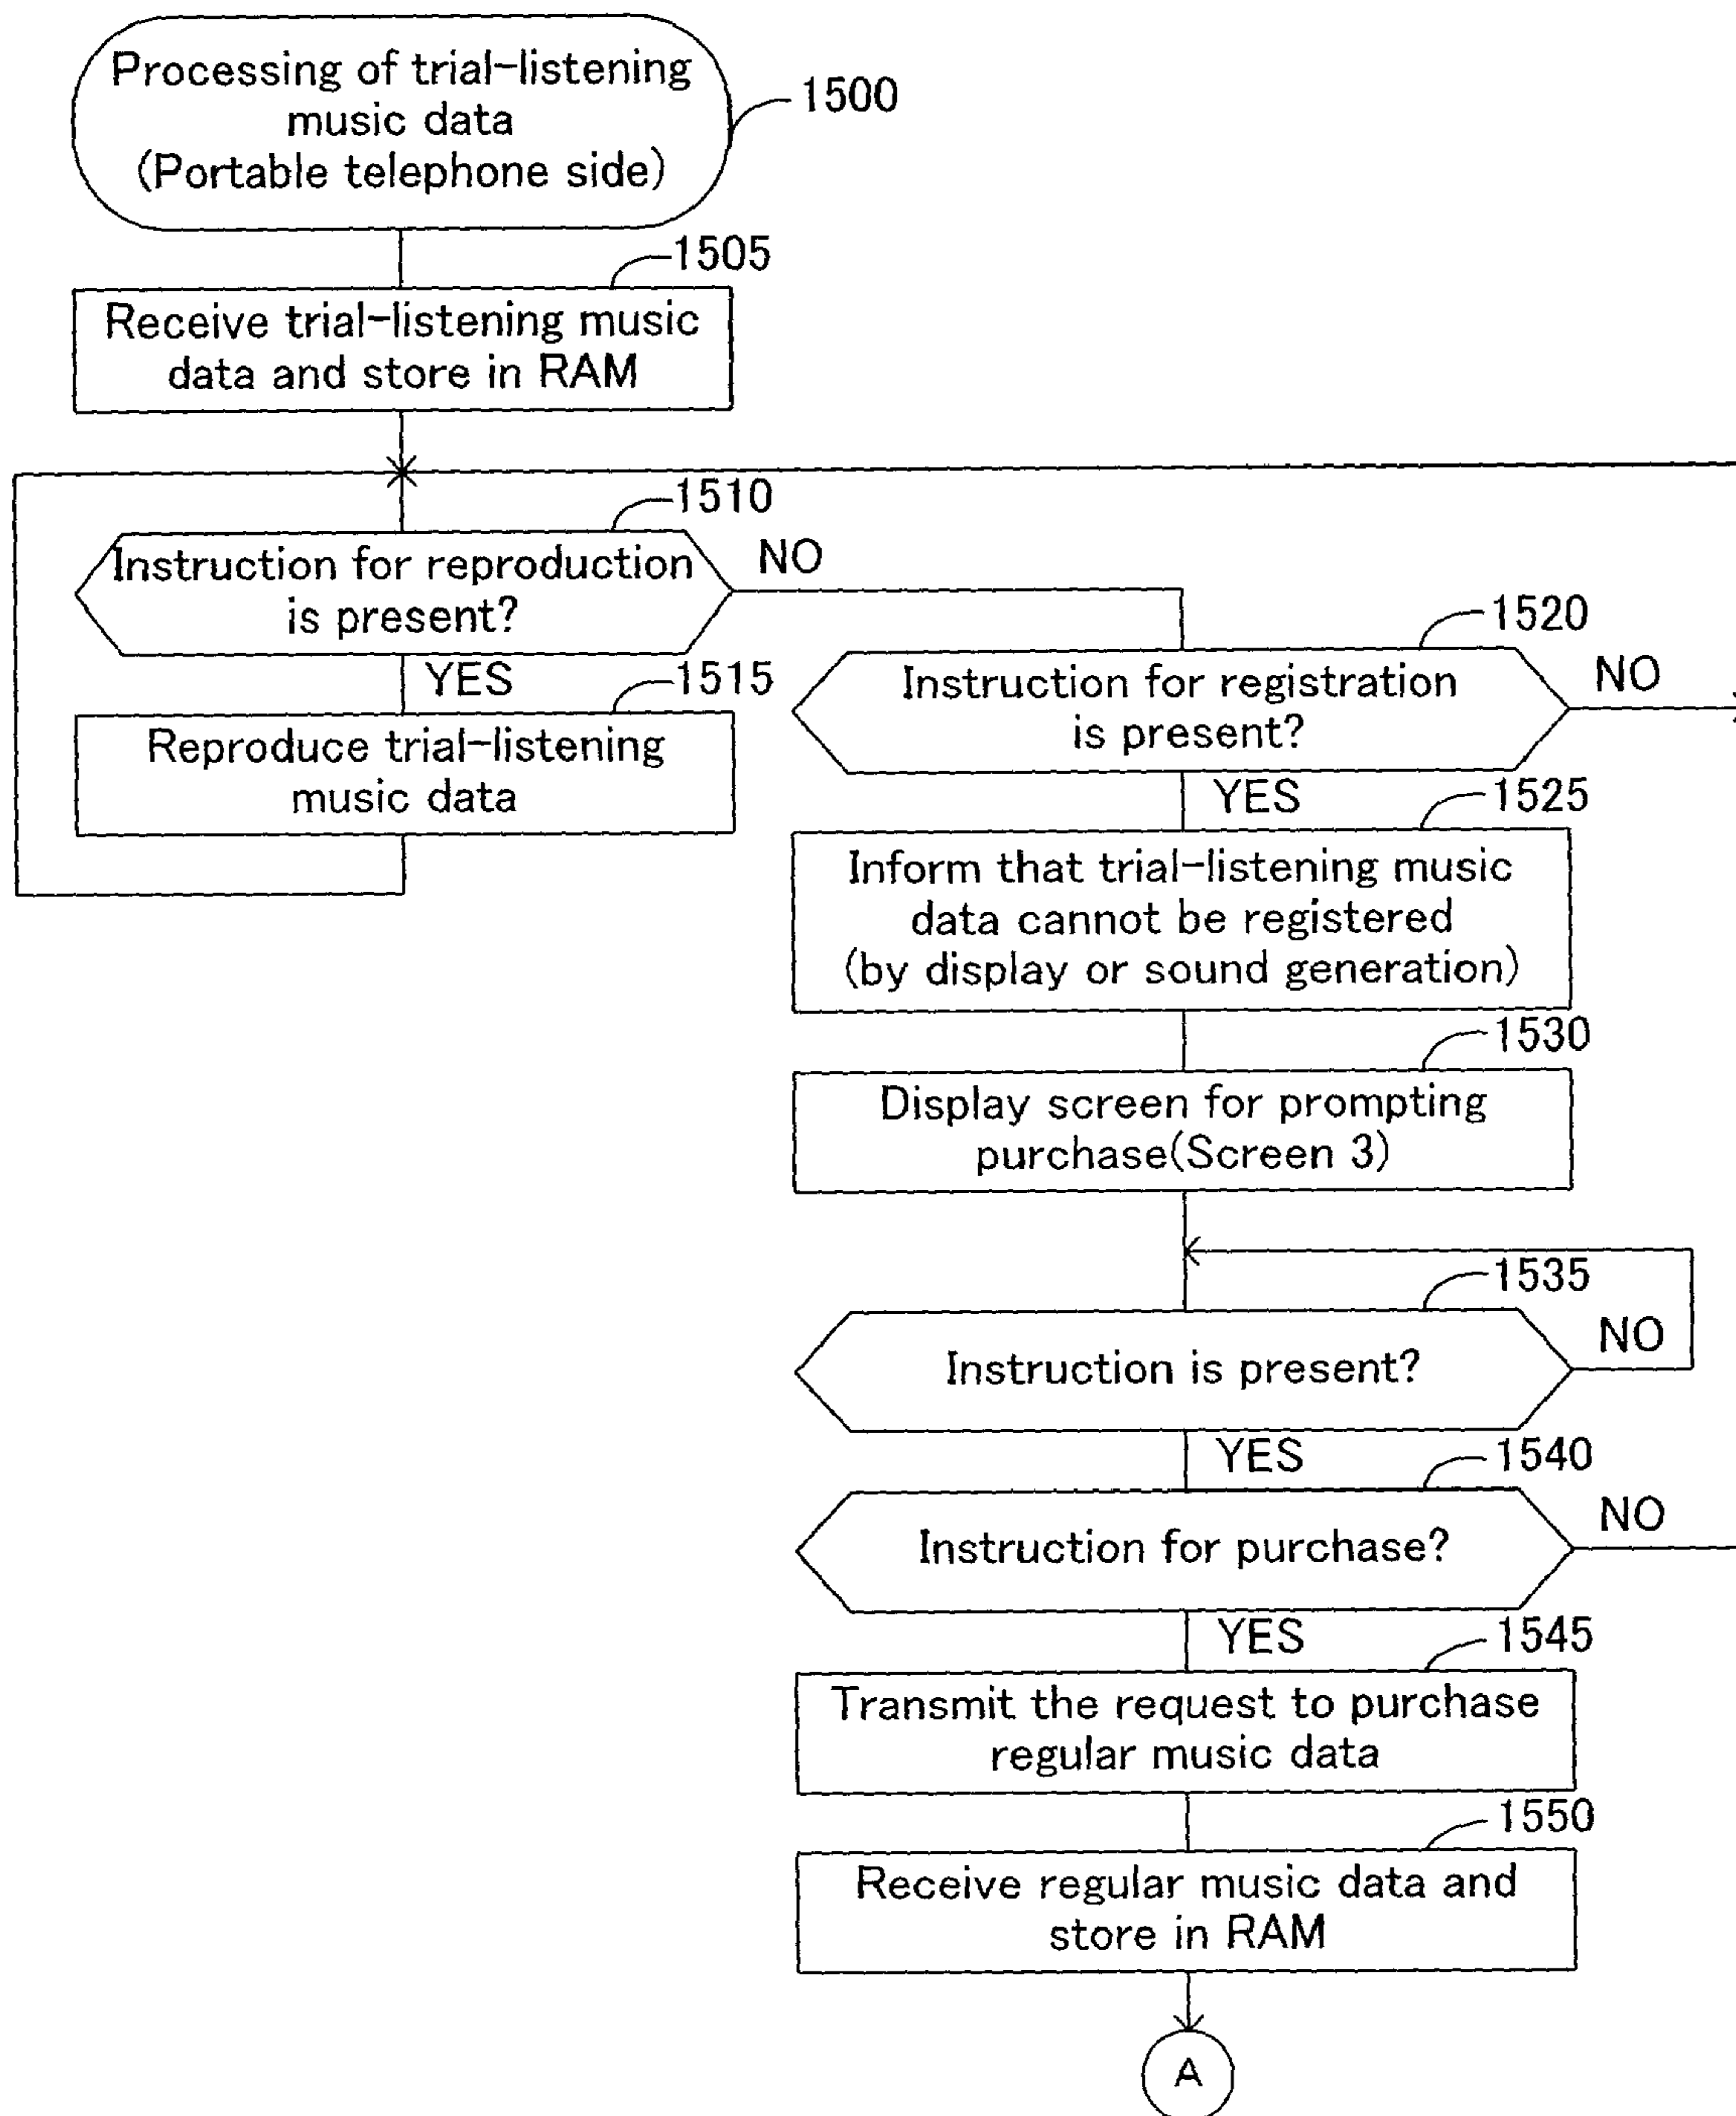 Processing of trial-listening
music data
(Portable telephone side)
1500
1505
Receive trial-listening music
data and store in RAM
1510
Instruction for reproduction
is present?
NO
YES
1515
Reproduce trial-listening
music data
1520
Instruction for registration
is present?
NO
YES
1525
Inform that trial-listening music
data cannot be registered
(by display or sound generation)
1530
Display screen for prompting
purchase(Screen 3)
1535
Instruction is present?
NO
YES
1540
Instruction for purchase?
NO
YES
1545
Transmit the request to purchase
regular music data
1550
Receive regular music data and
store in RAM
A